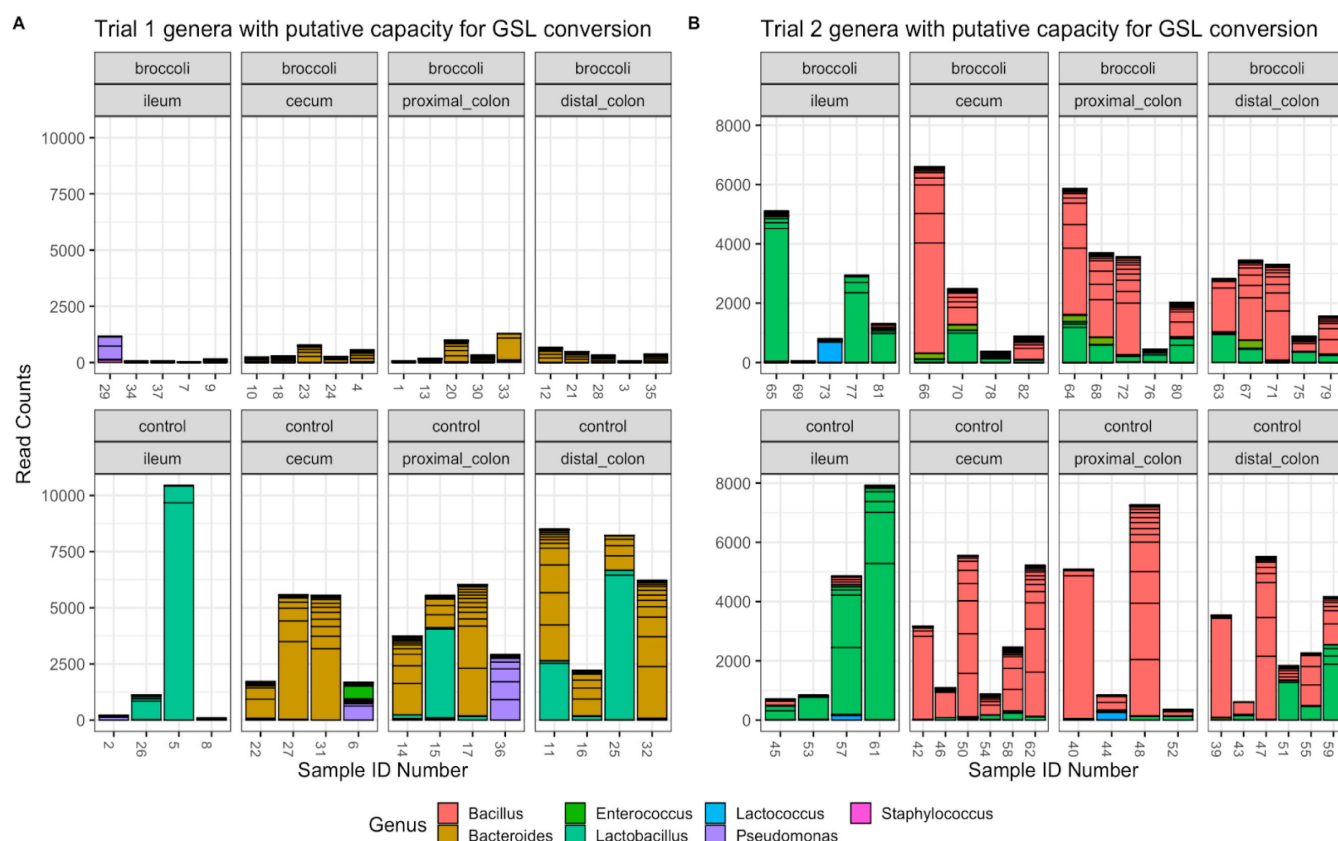 A Trial 1 genera with putative capacity for GSL conversion
broccoli broccoli broccoli broccoli
ileum cecum proximal_colon distal_colon
10000
7500
5000
2500
0
29 34 37 7 9 10 18 23 24 4 1 13 20 30 33 12 21 28 3 35
control control control control
ileum cecum proximal_colon distal_colon
10000
7500
5000
2500
0
2 26 5 8 22 27 31 6 14 15 17 36 11 16 25 32
Read Counts
Sample ID Number
B Trial 2 genera with putative capacity for GSL conversion
broccoli broccoli broccoli broccoli
ileum cecum proximal_colon distal_colon
8000
6000
4000
2000
0
65 69 73 77 81 66 70 78 82 64 68 72 76 80 63 67 71 75 79
control control control control
ileum cecum proximal_colon distal_colon
8000
6000
4000
2000
0
45 53 57 61 42 46 50 54 58 62 40 44 48 52 39 43 47 51 55 59
Sample ID Number
Genus
Bacillus Enterococcus Lactococcus Staphylococcus
Bacteroides Lactobacillus Pseudomonas